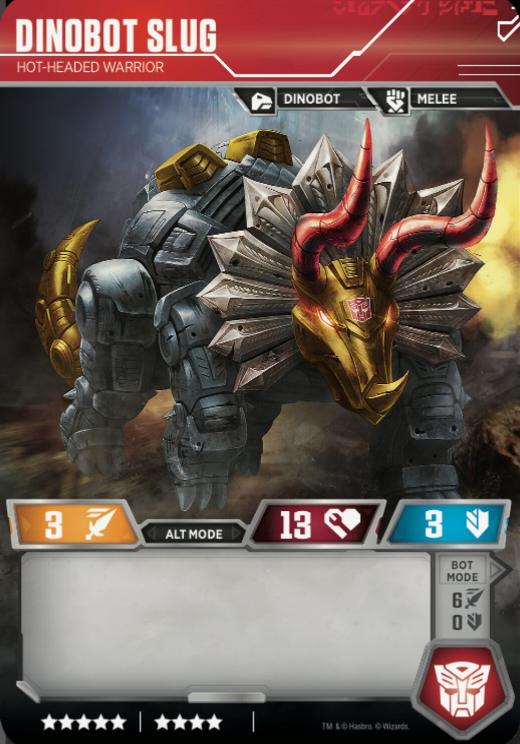 DINOBOT SLUG
HOT-HEADED WARRIOR
DINOBOT MELEE
3 ALT MODE 13 3
BOT
MODE
6
0
★★★★★ | ★★★★ |
TM & © Hasbro. © Wizards.